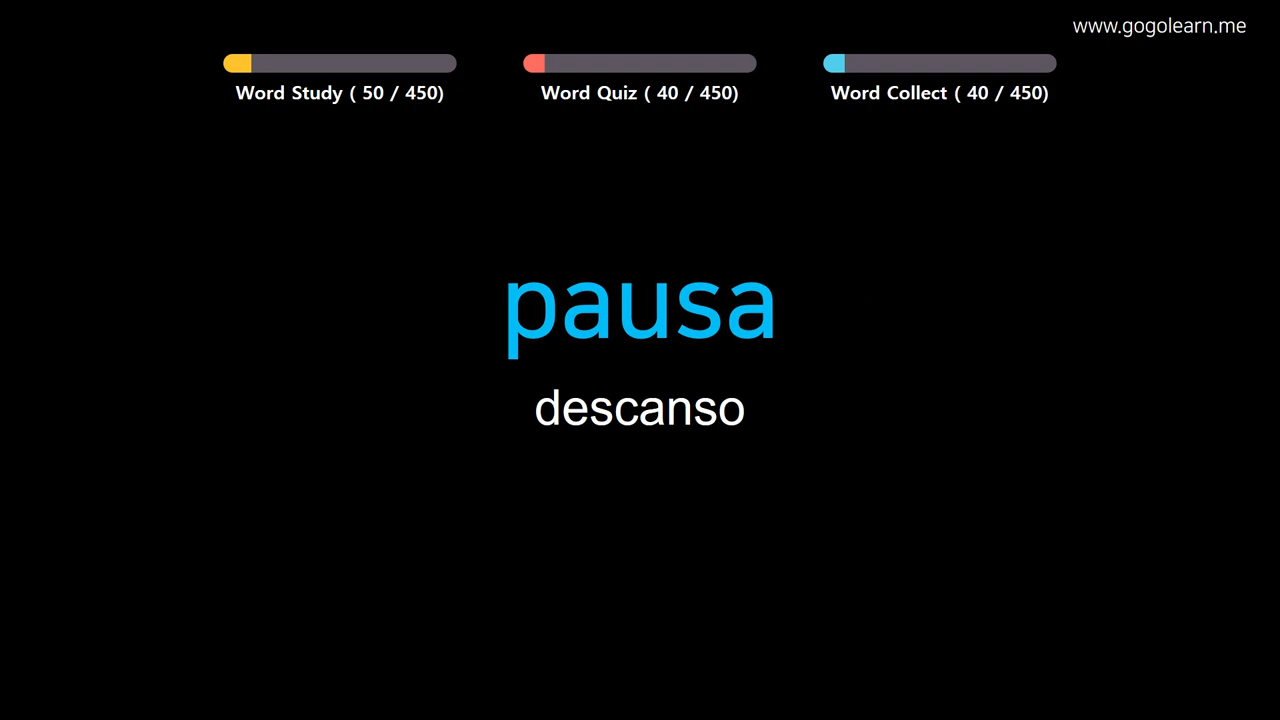 www.gogolearn.me
Word Study ( 50 / 450)
Word Quiz ( 40 / 450)
Word Collect ( 40 / 450)
pausa
descanso